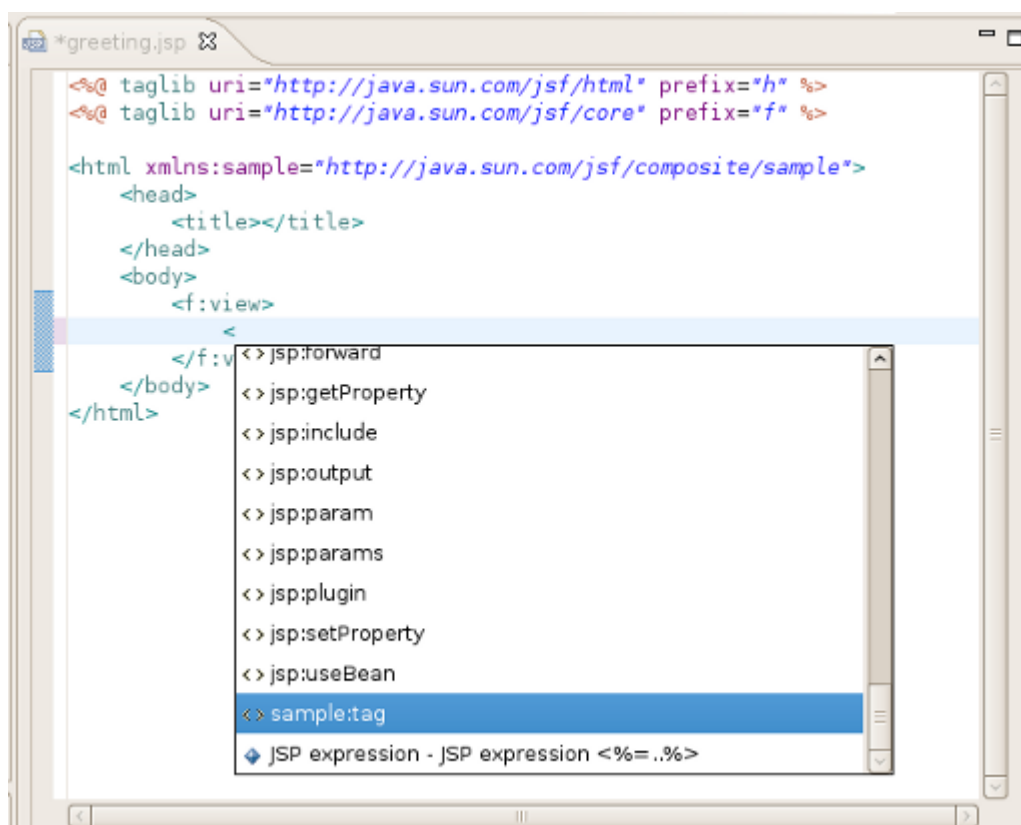 *greeting.jsp
<%@ taglib uri="http://java.sun.com/jsf/html" prefix="h" %>
<%@ taglib uri="http://java.sun.com/jsf/core" prefix="f" %>
<html xmlns:sample="http://java.sun.com/jsf/composite/sample">
<head>
<title></title>
</head>
<body>
<f:view>
<
</f:v
</body>
</html>
<> jsp:forward
<> jsp:getProperty
<> jsp:include
<> jsp:output
<> jsp:param
<> jsp:params
<> jsp:plugin
<> jsp:setProperty
<> jsp:useBean
<> sample:tag
JSP expression - JSP expression <%=..%>